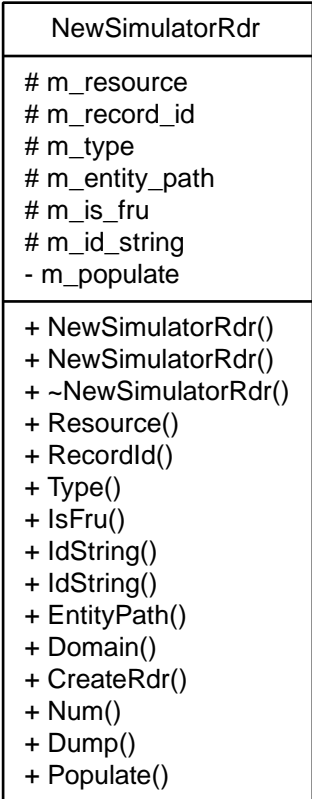 NewSimulatorRdr
# m_resource
# m_record_id
# m_type
# m_entity_path
# m_is_fru
# m_id_string
- m_populate
+ NewSimulatorRdr()
+ NewSimulatorRdr()
+ ~NewSimulatorRdr()
+ Resource()
+ RecordId()
+ Type()
+ IsFru()
+ IdString()
+ IdString()
+ EntityPath()
+ Domain()
+ CreateRdr()
+ Num()
+ Dump()
+ Populate()